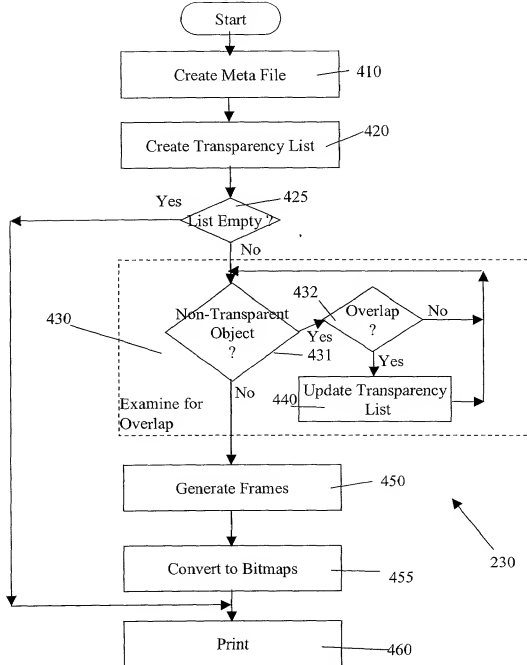 Start
Create Meta File
410
Create Transparency List
420
Yes
425
List Empty ?
No
430
Non-Transparent
Object
?
431
Yes
432
Overlap
?
No
Yes
440
Update Transparency
List
No
Examine for
Overlap
Generate Frames
450
Convert to Bitmaps
455
230
Print
460